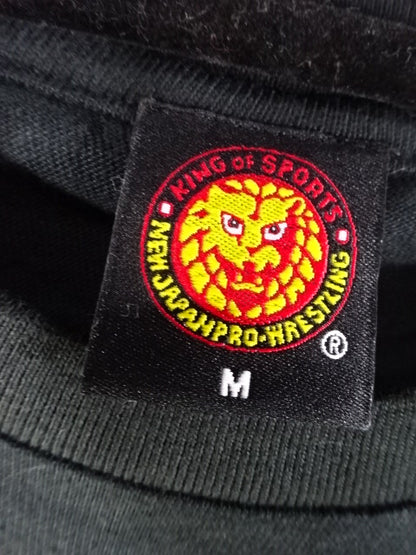 KING OF SPORTS
NEW JAPAN PRO-WRESTLING
®
M